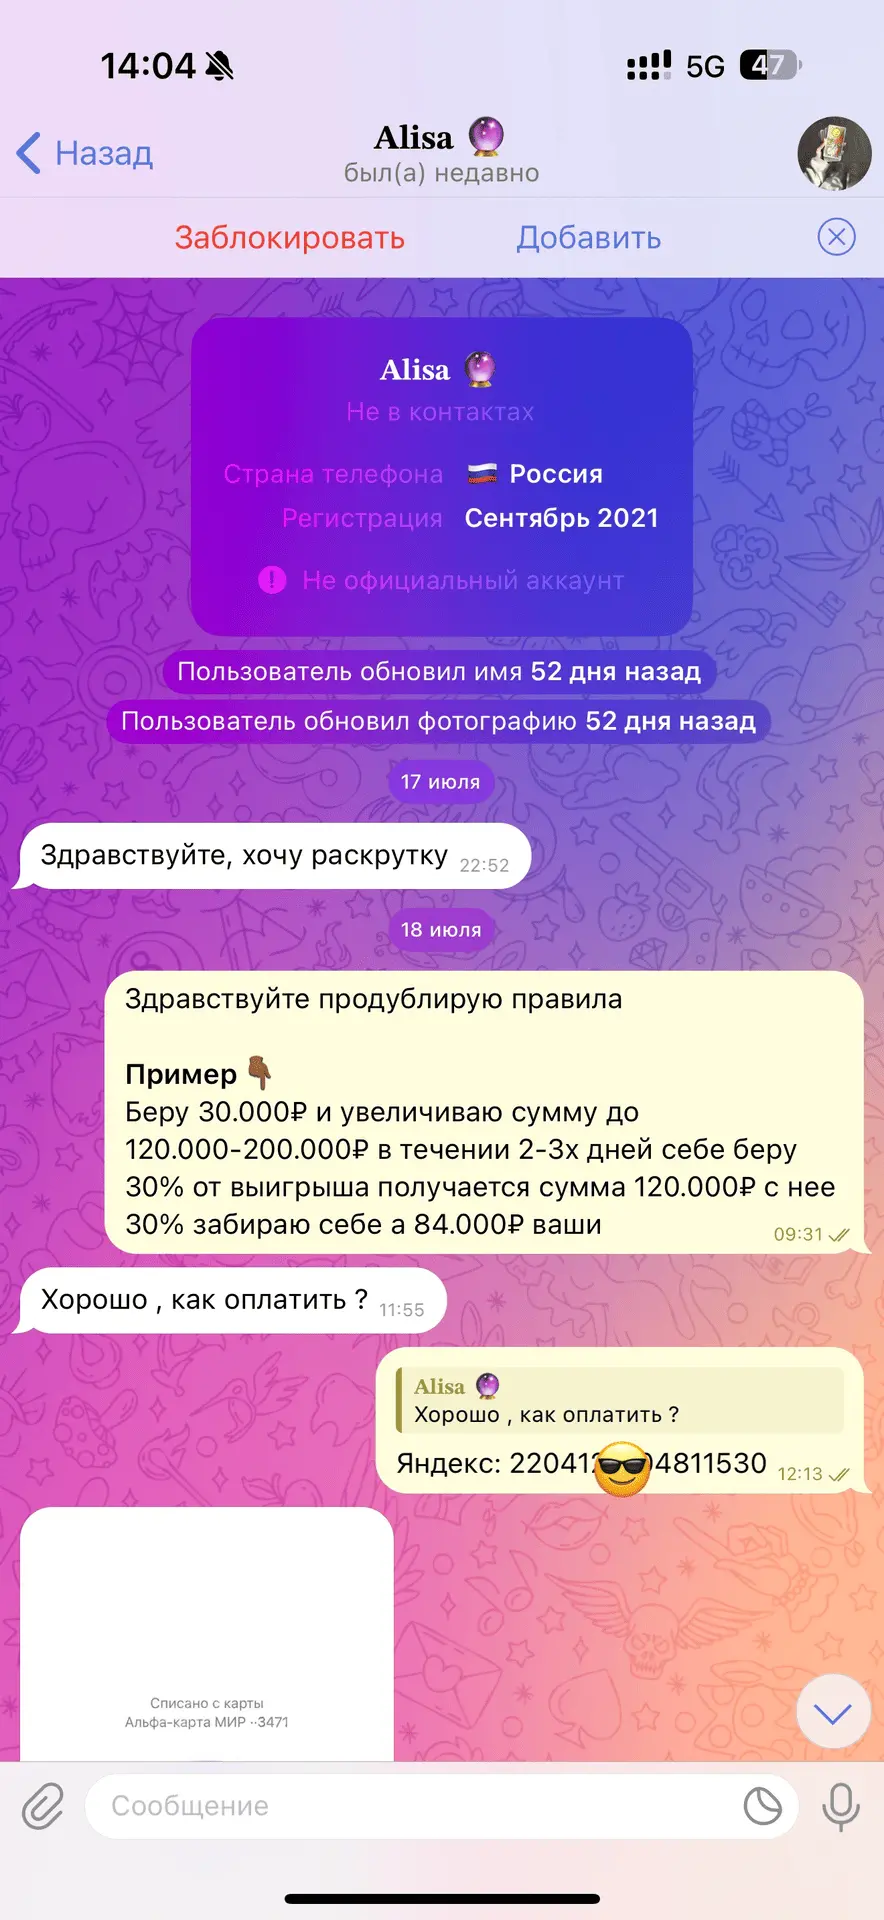 14:04
5G 47
Назад
Alisa 🔮
был(а) недавно
Заблокировать
Добавить
Alisa 🔮
Не в контактах
Страна телефона 🇷🇺 Россия
Регистрация Сентябрь 2021
Не официальный аккаунт
Пользователь обновил имя 52 дня назад
Пользователь обновил фотографию 52 дня назад
17 июля
Здравствуйте, хочу раскрутку 22:52
18 июля
Здравствуйте продублирую правила
Пример 👇🏾
Беру 30.000₽ и увеличиваю сумму до
120.000-200.000₽ в течении 2-3х дней себе беру
30% от выигрыша получается сумма 120.000₽ с нее
30% забираю себе а 84.000₽ ваши
09:31
Хорошо , как оплатить ? 11:55
Alisa 🔮
Хорошо , как оплатить ?
Яндекс: 22041😎4811530 12:13
Списано с карты
Альфа-карта МИР ··3471
Сообщение